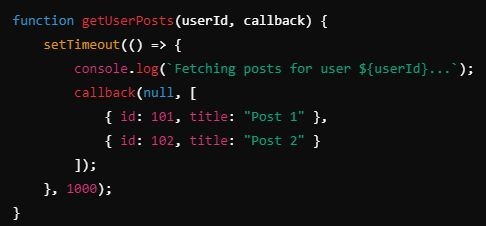 function getUserPosts(userId, callback) {
    setTimeout(() => {
        console.log(`Fetching posts for user ${userId}...`);
        callback(null, [
            { id: 101, title: "Post 1" },
            { id: 102, title: "Post 2" }
        ]);
    }, 1000);
}